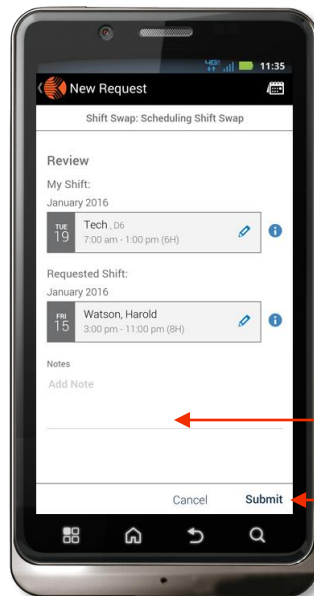 4G 11:35
New Request
Shift Swap: Scheduling Shift Swap
Review
My Shift:
January 2016
TUE
19
Tech , D6
7:00 am - 1:00 pm (6H)
Requested Shift:
January 2016
FRI
15
Watson, Harold
3:00 pm - 11:00 pm (8H)
Notes
Add Note
Cancel Submit